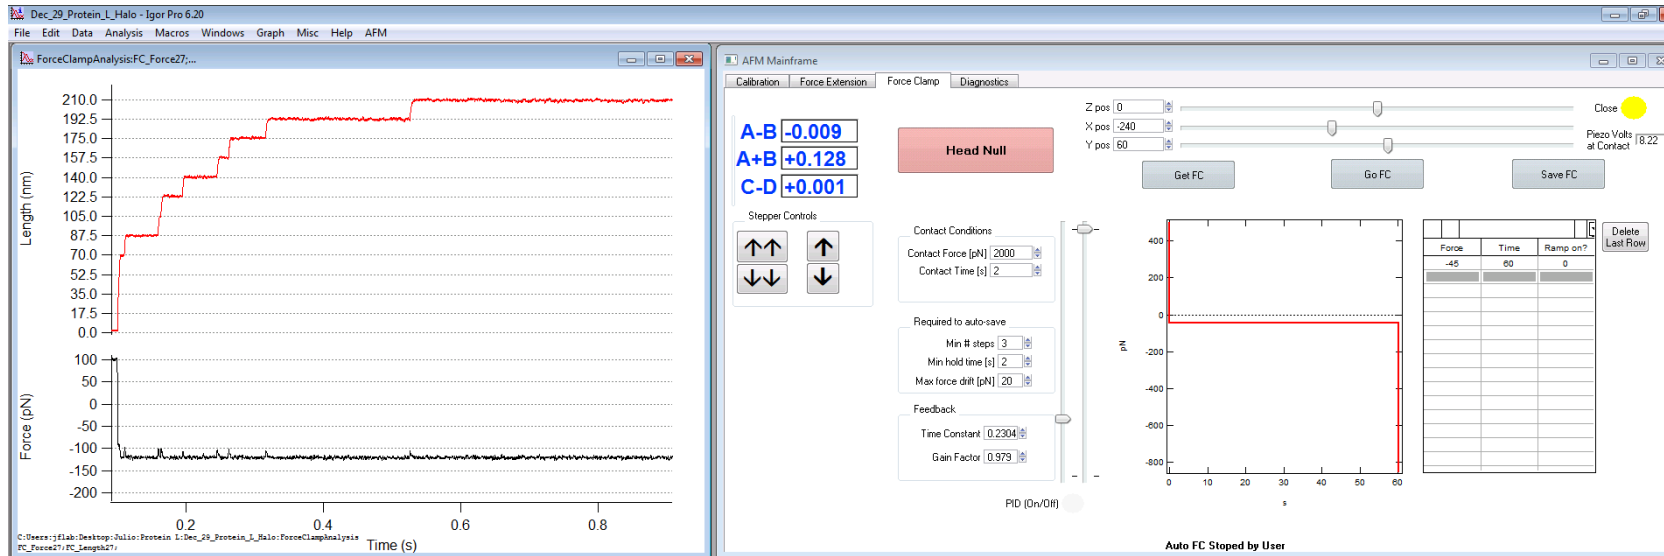 Dec_29_Protein_L_Halo - Igor Pro 6.20
File Edit Data Analysis Macros Windows Graph Misc Help AFM
ForceClampAnalysis:FC_Force27;...
210.0
192.5
175.0
157.5
140.0
122.5
105.0
87.5
70.0
52.5
35.0
17.5
0.0
Length (nm)
100
50
0
-50
-100
-150
-200
Force (pN)
0.2 0.4 0.6 0.8
Time (s)
C:Users:jflab:Desktop:Julio:Protein L:Dec_29_Protein_L_Halo:ForceClampAnalysis
FC_Force27;FC_Length27;
AFM Mainframe
Calibration Force Extension Force Clamp Diagnostics
A-B -0.009
A+B +0.128
C-D +0.001
Head Null
Z pos 0
X pos -240
Y pos 60
Close
Piezo Volts
at Contact 8.22
Get FC Go FC Save FC
Stepper Controls
Contact Conditions
Contact Force [pN] 2000
Contact Time [s] 2
Required to auto-save
Min # steps 3
Min hold time [s] 2
Max force drift [pN] 20
Feedback
Time Constant 0.2304
Gain Factor 0.979
PID (On/Off)
400
200
0
-200
-400
-600
-800
pN
0 10 20 30 40 50 60
s
Force Time Ramp on?
-45 60 0
Delete
Last Row
Auto FC Stoped by User